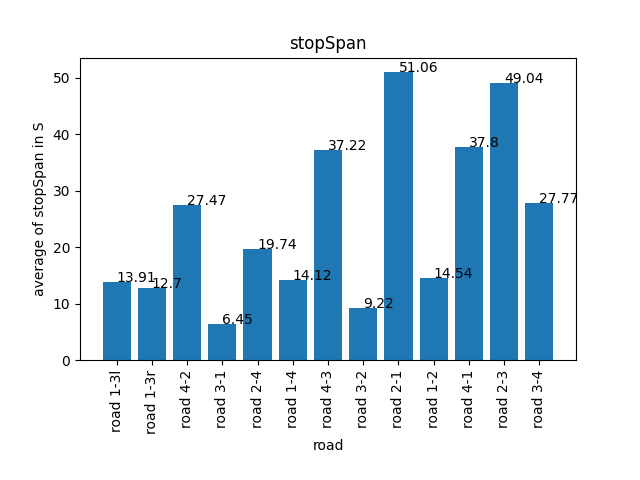 stopSpan
average of stopSpan in S
50
40
30
20
10
0
13.91
12.7
27.47
6.45
19.74
14.12
37.22
9.22
51.06
14.54
37.8
49.04
27.77
road 1-3l
road 1-3r
road 4-2
road 3-1
road 2-4
road 1-4
road 4-3
road 3-2
road 2-1
road 1-2
road 4-1
road 2-3
road 3-4
road